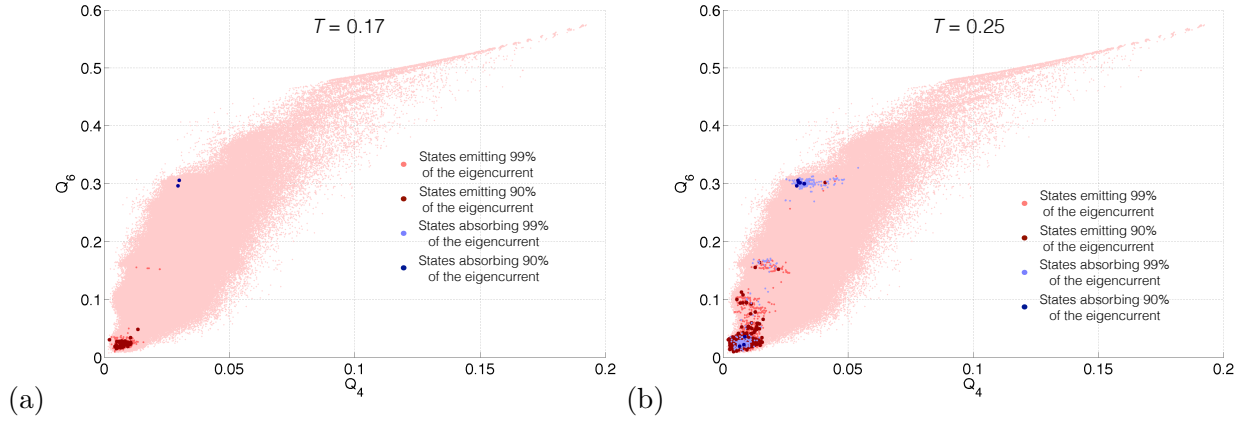 T = 0.17
0.6
0.5
0.4
0.3
0.2
0.1
0
Q6
0
0.05
0.1
0.15
0.2
Q4
States emitting 99%
of the eigencurrent
States emitting 90%
of the eigencurrent
States absorbing 99%
of the eigencurrent
States absorbing 90%
of the eigencurrent
(a)
T = 0.25
0.6
0.5
0.4
0.3
0.2
0.1
0
Q6
0
0.05
0.1
0.15
0.2
Q4
States emitting 99%
of the eigencurrent
States emitting 90%
of the eigencurrent
States absorbing 99%
of the eigencurrent
States absorbing 90%
of the eigencurrent
(b)